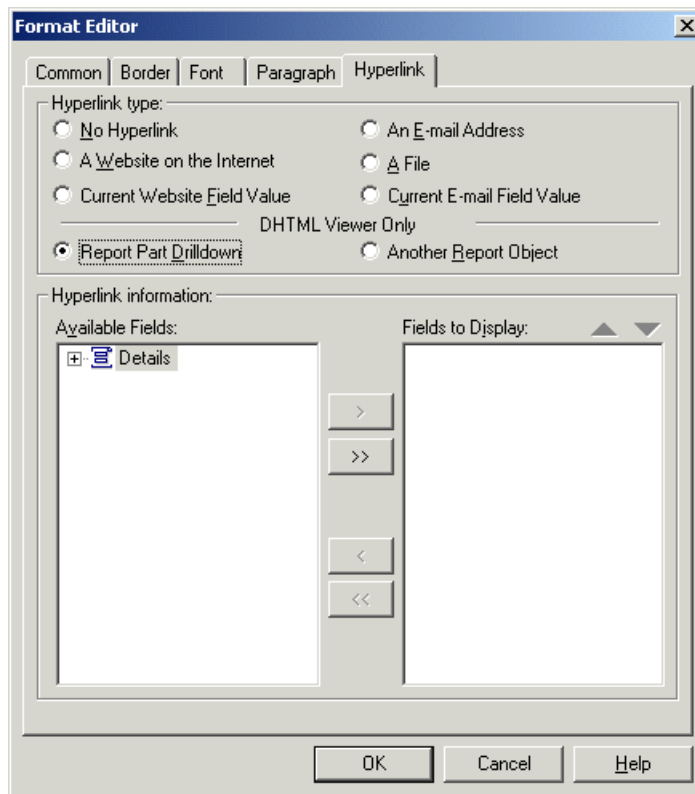 Format Editor
Common Border Font Paragraph Hyperlink
Hyperlink type:
No Hyperlink An E-mail Address
A Website on the Internet A File
Current Website Field Value Current E-mail Field Value
DHTML Viewer Only
Report Part Drilldown Another Report Object
Hyperlink information:
Available Fields: Fields to Display:
Details
>
>>
<
<<
OK Cancel Help